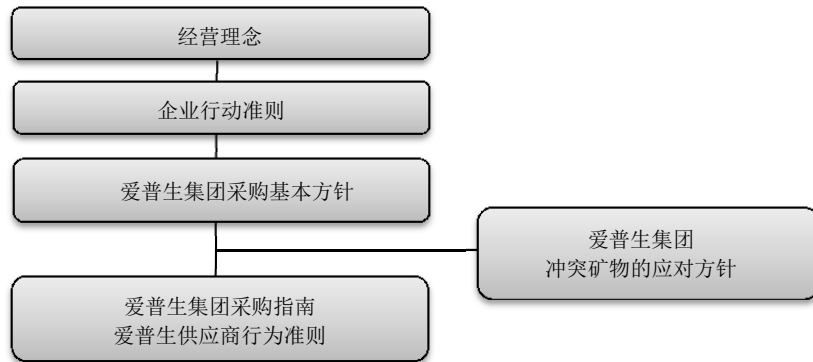 经营理念
企业行动准则
爱普生集团采购基本方针
爱普生集团
冲突矿物的应对方针
爱普生集团采购指南
爱普生供应商行为准则